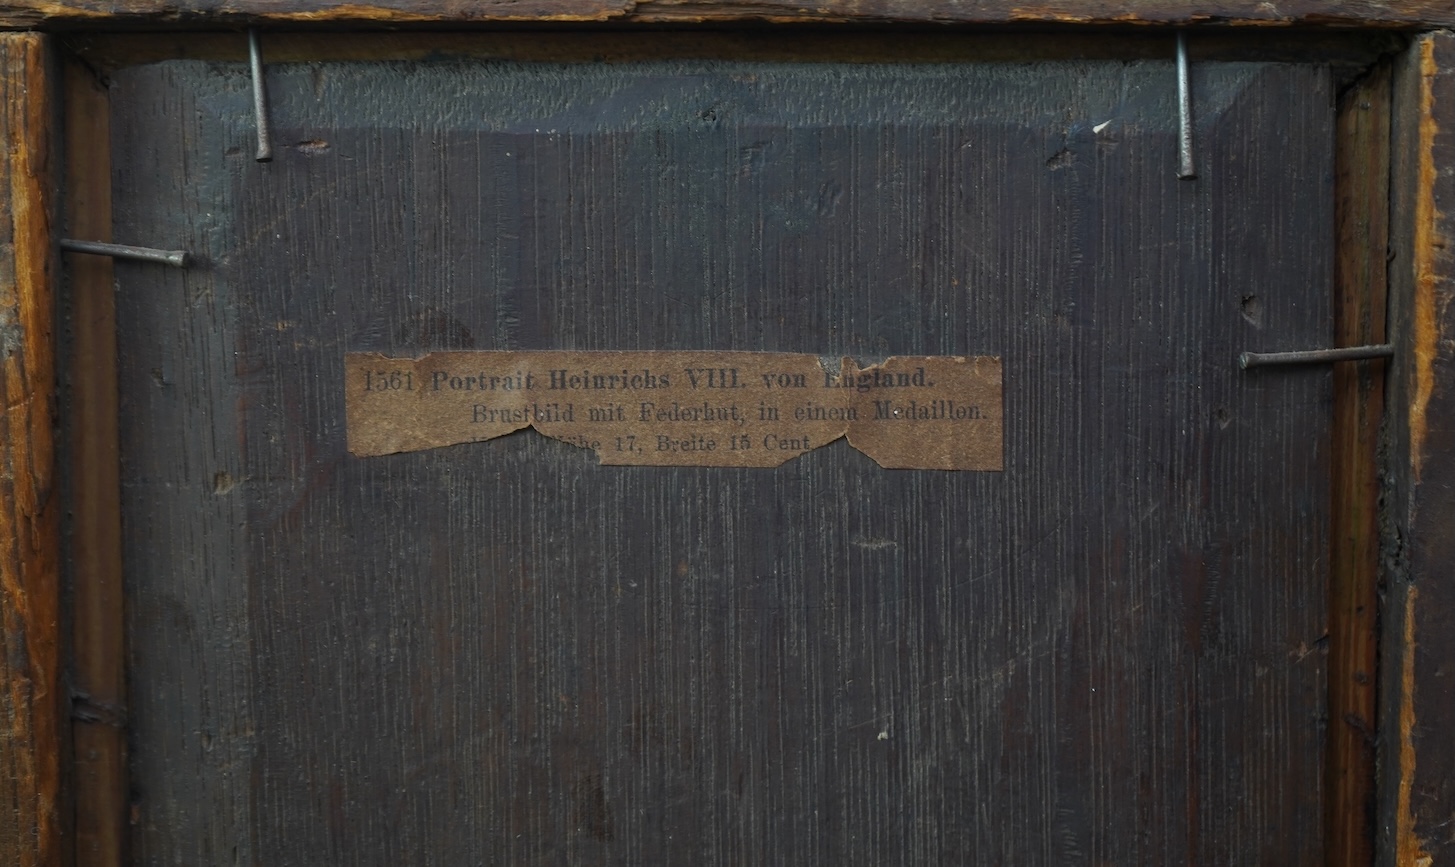 1561 Portrait Heinrichs VIII. von England.
Brustbild mit Federhut, in einem Medaillon.
Höhe 17, Breite 15 Cent